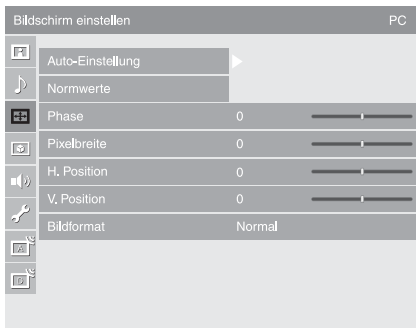 Bildschirm einstellen PC
Auto-Einstellung
Normwerte
Phase 0
Pixelbreite 0
H. Position 0
V. Position 0
Bildformat Normal
A